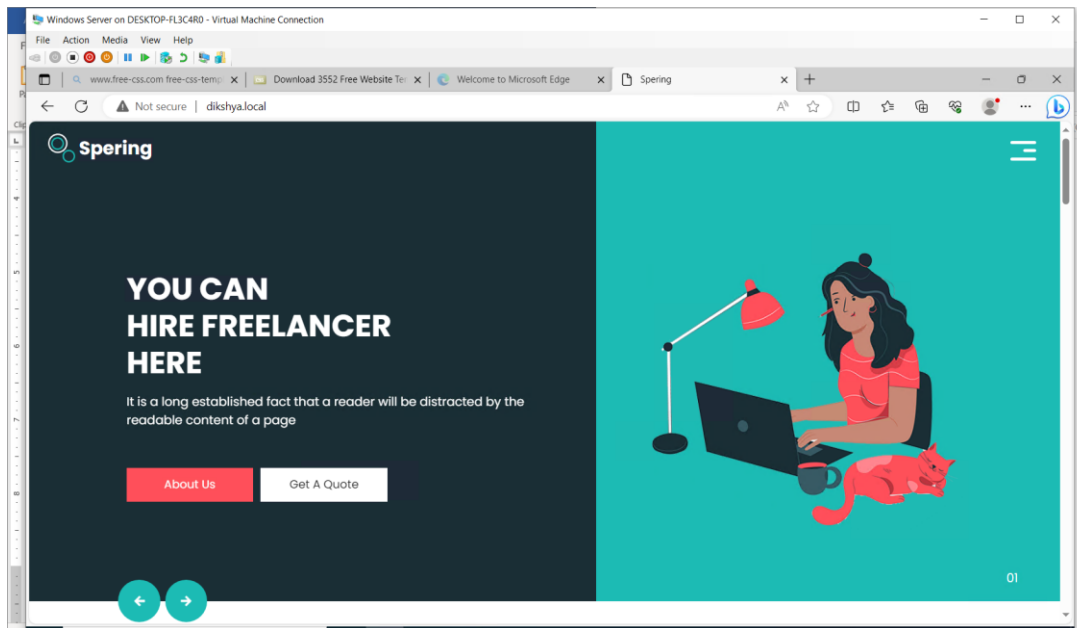 Windows Server on DESKTOP-FL3C4R0 - Virtual Machine Connection
File Action Media View Help
www.free-css.com free-css-temp
Download 3552 Free Website Ter
Welcome to Microsoft Edge
Spering
Not secure | dikshya.local
Spering
YOU CAN
HIRE FREELANCER
HERE
It is a long established fact that a reader will be distracted by the
readable content of a page
About Us
Get A Quote
01